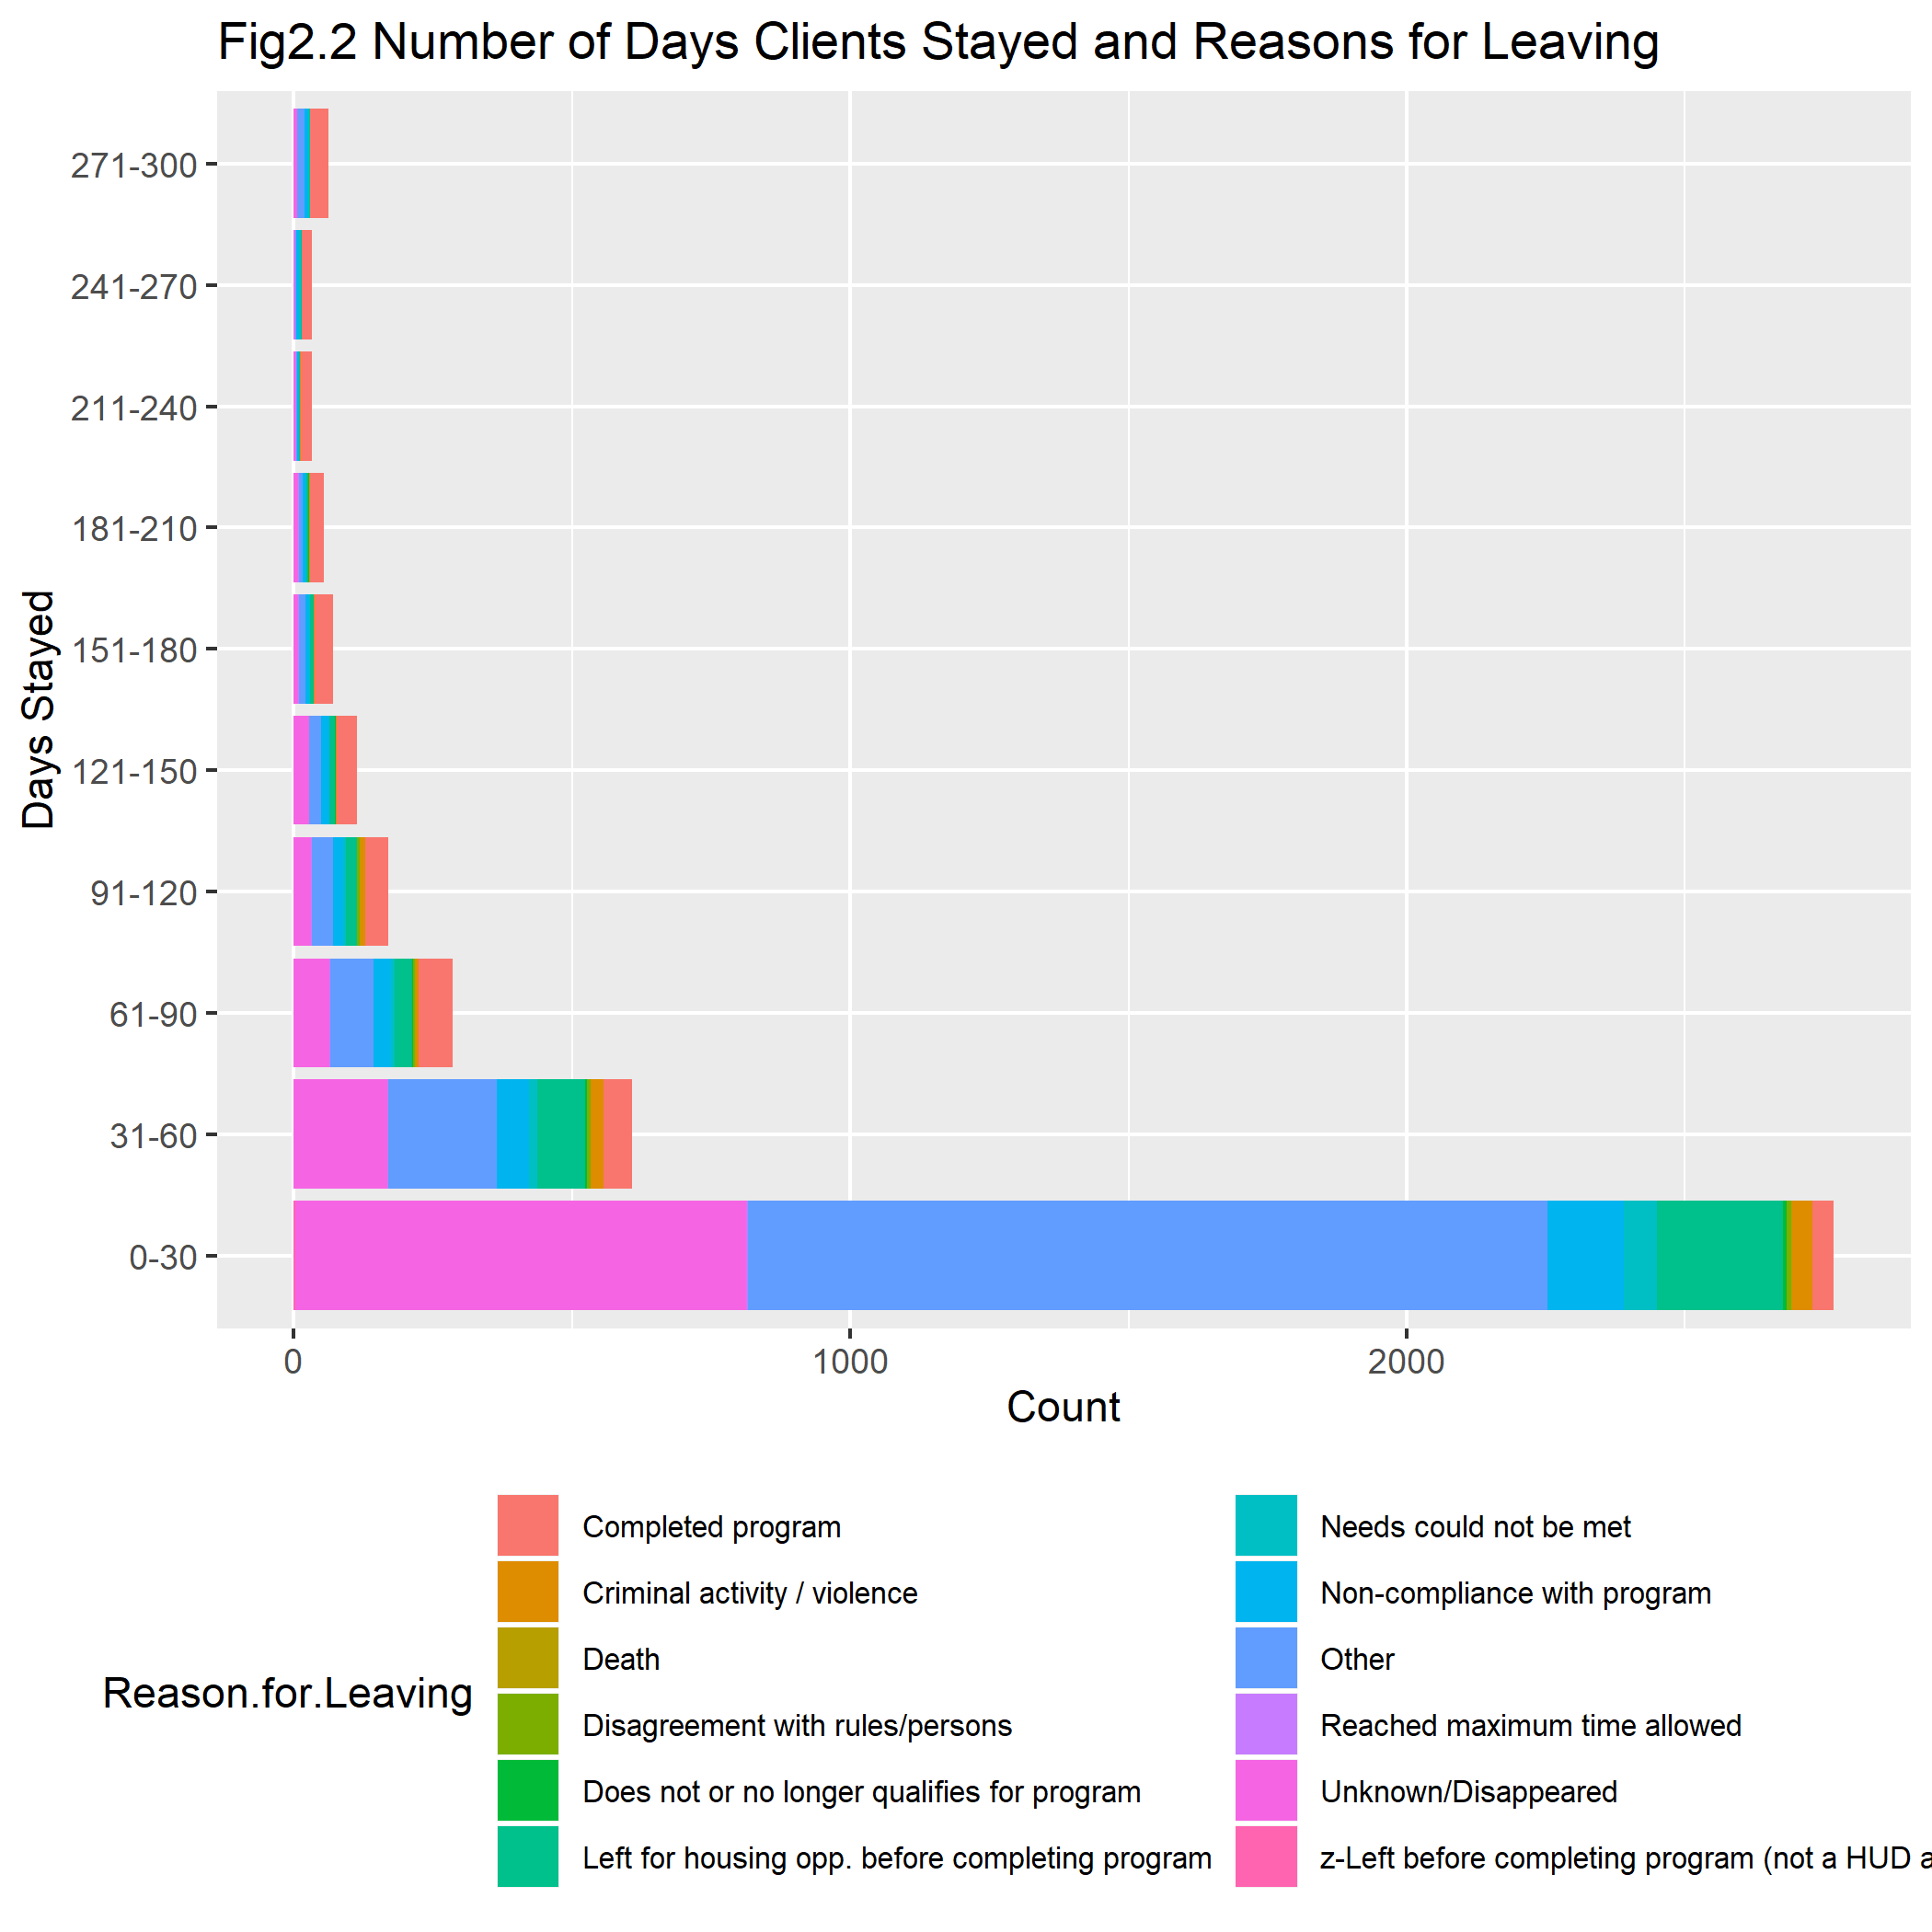 Fig2.2 Number of Days Clients Stayed and Reasons for Leaving
Days Stayed
271-300
241-270
211-240
181-210
151-180
121-150
91-120
61-90
31-60
0-30
0 1000 2000
Count
Reason.for.Leaving
Completed program
Criminal activity / violence
Death
Disagreement with rules/persons
Does not or no longer qualifies for program
Left for housing opp. before completing program
Needs could not be met
Non-compliance with program
Other
Reached maximum time allowed
Unknown/Disappeared
z-Left before completing program (not a HUD a